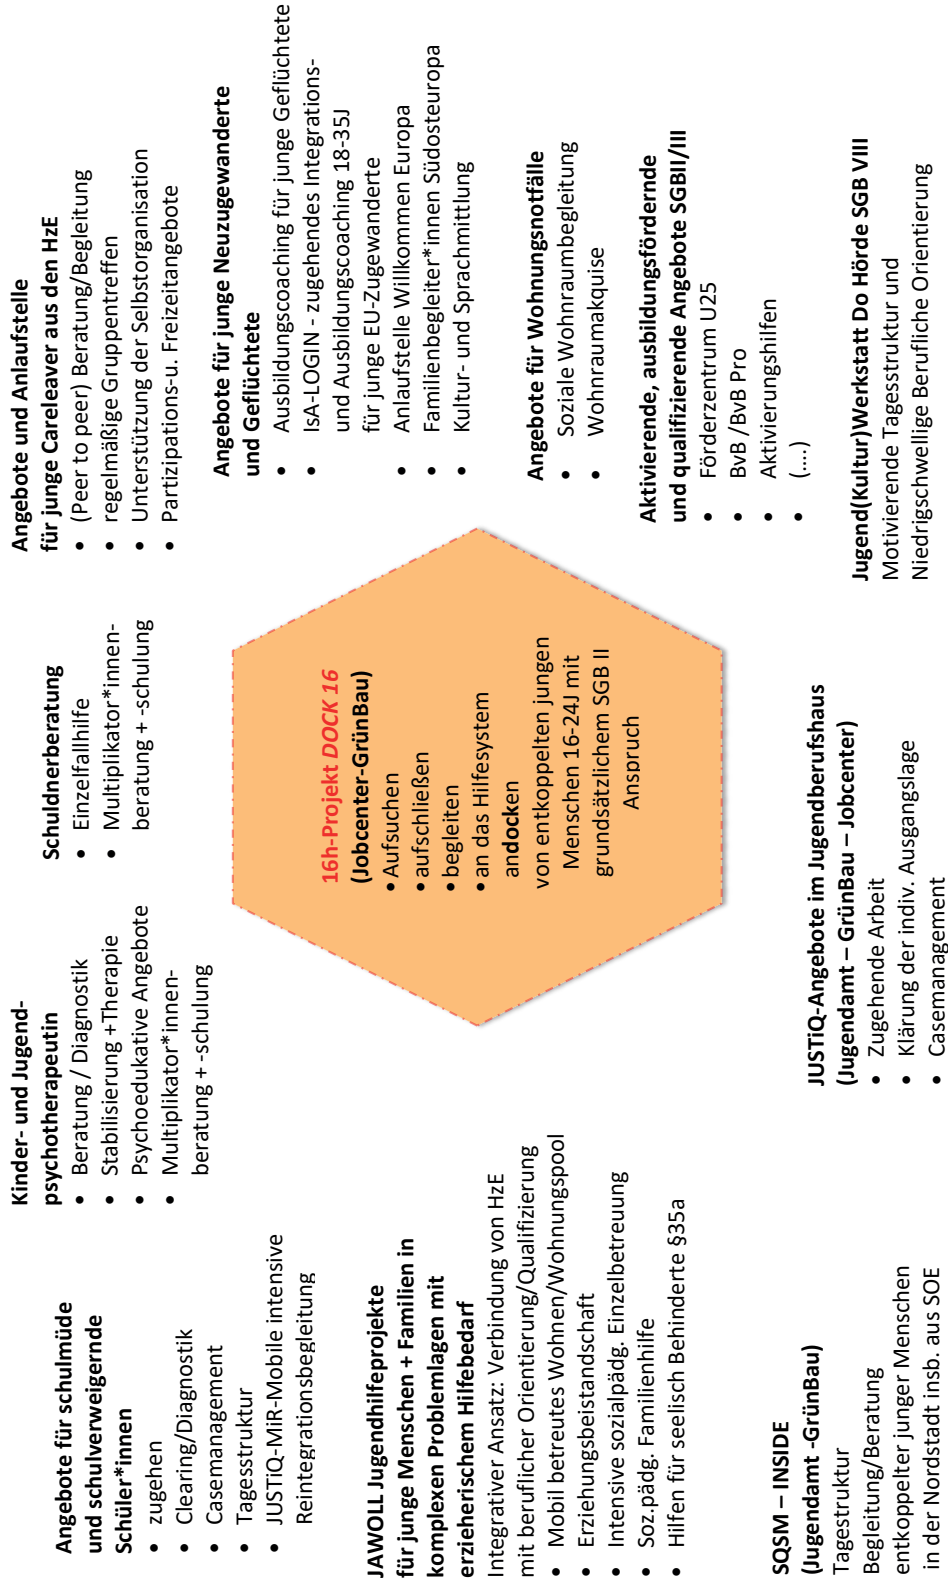 Angebote für schulmüde
und schulverweigernde
Schüler*innen
• zugehen
• Clearing/Diagnostik
• Casemanagement
• Tagesstruktur
• JUSTiQ-MiR-Mobile intensive
Reintegrationsbegleitung
Kinder- und Jugend-
psychotherapeutin
• Beratung / Diagnostik
• Stabilisierung +Therapie
• Psychoedukative Angebote
• Multiplikator*innen-
beratung + -schulung
Schuldnerberatung
• Einzelfallhilfe
• Multiplikator*innen-
beratung + -schulung
Angebote und Anlaufstelle
für junge Careleaver aus den HzE
• (Peer to peer) Beratung/Begleitung
• regelmäßige Gruppentreffen
• Unterstützung der Selbstorganisation
• Partizipations-u. Freizeitangebote
JAWOLL Jugendhilfeprojekte
für junge Menschen + Familien in
komplexen Problemlagen mit
erzieherischem Hilfebedarf
Integrativer Ansatz: Verbindung von HzE
mit beruflicher Orientierung/Qualifizierung
• Mobil betreutes Wohnen/Wohnungspool
• Erziehungsbeistandschaft
• Intensive sozialpädg. Einzelbetreuung
• Soz.pädg. Familienhilfe
• Hilfen für seelisch Behinderte §35a
16h-Projekt DOCK 16
(Jobcenter-GrünBau)
• Aufsuchen
• aufschließen
• begleiten
• an das Hilfesystem
andocken
von entkoppelten jungen
Menschen 16-24J mit
grundsätzlichem SGB II
Anspruch
Angebote für junge Neuzugewanderte
und Geflüchtete
• Ausbildungscoaching für junge Geflüchtete
• IsA-LOGIN - zugehendes Integrations-
und Ausbildungscoaching 18-35J
für junge EU-Zugewanderte
• Anlaufstelle Willkommen Europa
• Familienbegleiter*innen Südosteuropa
• Kultur- und Sprachmittlung
Angebote für Wohnungsnotfälle
• Soziale Wohnraumbegleitung
• Wohnraumakquise
Aktivierende, ausbildungsfördernde
und qualifizierende Angebote SGBII/III
• Förderzentrum U25
• BvB /BvB Pro
• Aktivierungshilfen
• (....)
SQSM – INSIDE
(Jugendamt -GrünBau)
Tagestruktur
Begleitung/Beratung
entkoppelter junger Menschen
in der Nordstadt insb. aus SOE
JUSTiQ-Angebote im Jugendberufshaus
(Jugendamt – GrünBau – Jobcenter)
• Zugehende Arbeit
• Klärung der indiv. Ausgangslage
• Casemanagement
Jugend(Kultur)Werkstatt Do Hörde SGB VIII
Motivierende Tagesstruktur und
Niedrigschwellige Berufliche Orientierung